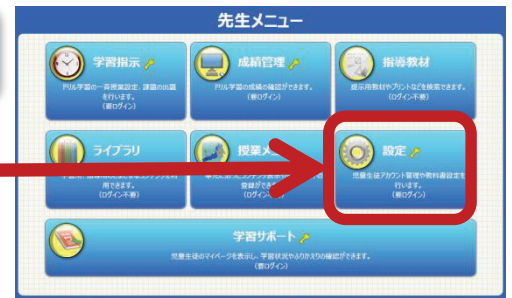 先生メニュー
学習指示
ドリル学習の一斉授業設定、課題の出題
を行います。
(要ログイン)
成績管理
ドリル学習の成績の確認ができます。
(要ログイン)
指導教材
提示用教材やプリントなどを検索できます。
(ログイン不要)
ライブラリ
用できます。
(ログイン不要)
授業メ
登録ができ
(ログイン
設定
児童生徒アカウント管理や教科書設定を
行います。
(要ログイン)
学習サポート
児童生徒のマイページを表示し、学習状況やふりかえりの確認ができます。
(要ログイン)